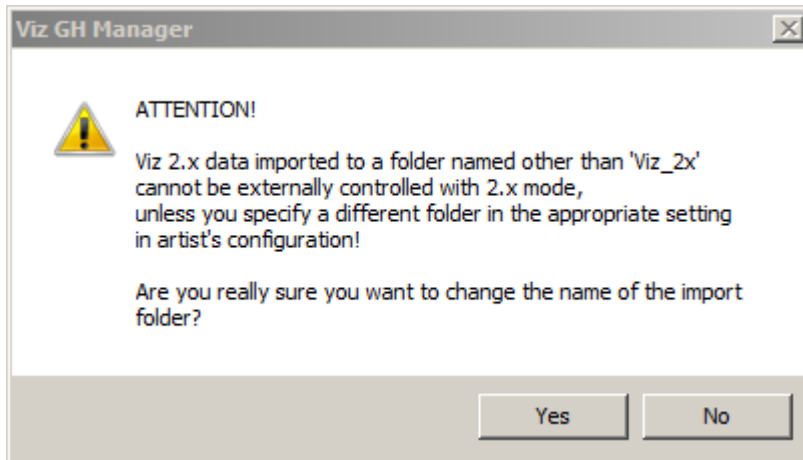 Viz GH Manager
ATTENTION!
Viz 2.x data imported to a folder named other than 'Viz_2x'
cannot be externally controlled with 2.x mode,
unless you specify a different folder in the appropriate setting
in artist's configuration!
Are you really sure you want to change the name of the import
folder?
Yes No